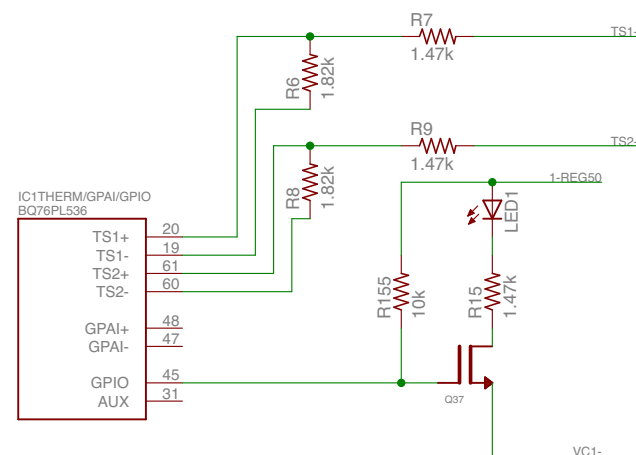 R7
TS1-
1.47k
R6
1.82k
R9
TS2-
1.47k
R8
1.82k
1-REG50
LED1
IC1THERM/GPAI/GPIO
BQ76PL536
TS1+ 20
TS1- 19
TS2+ 61
TS2- 60
GPAI+ 48
GPAI- 47
GPIO 45
AUX 31
R155
10k
R15
1.47k
Q37
VC1-